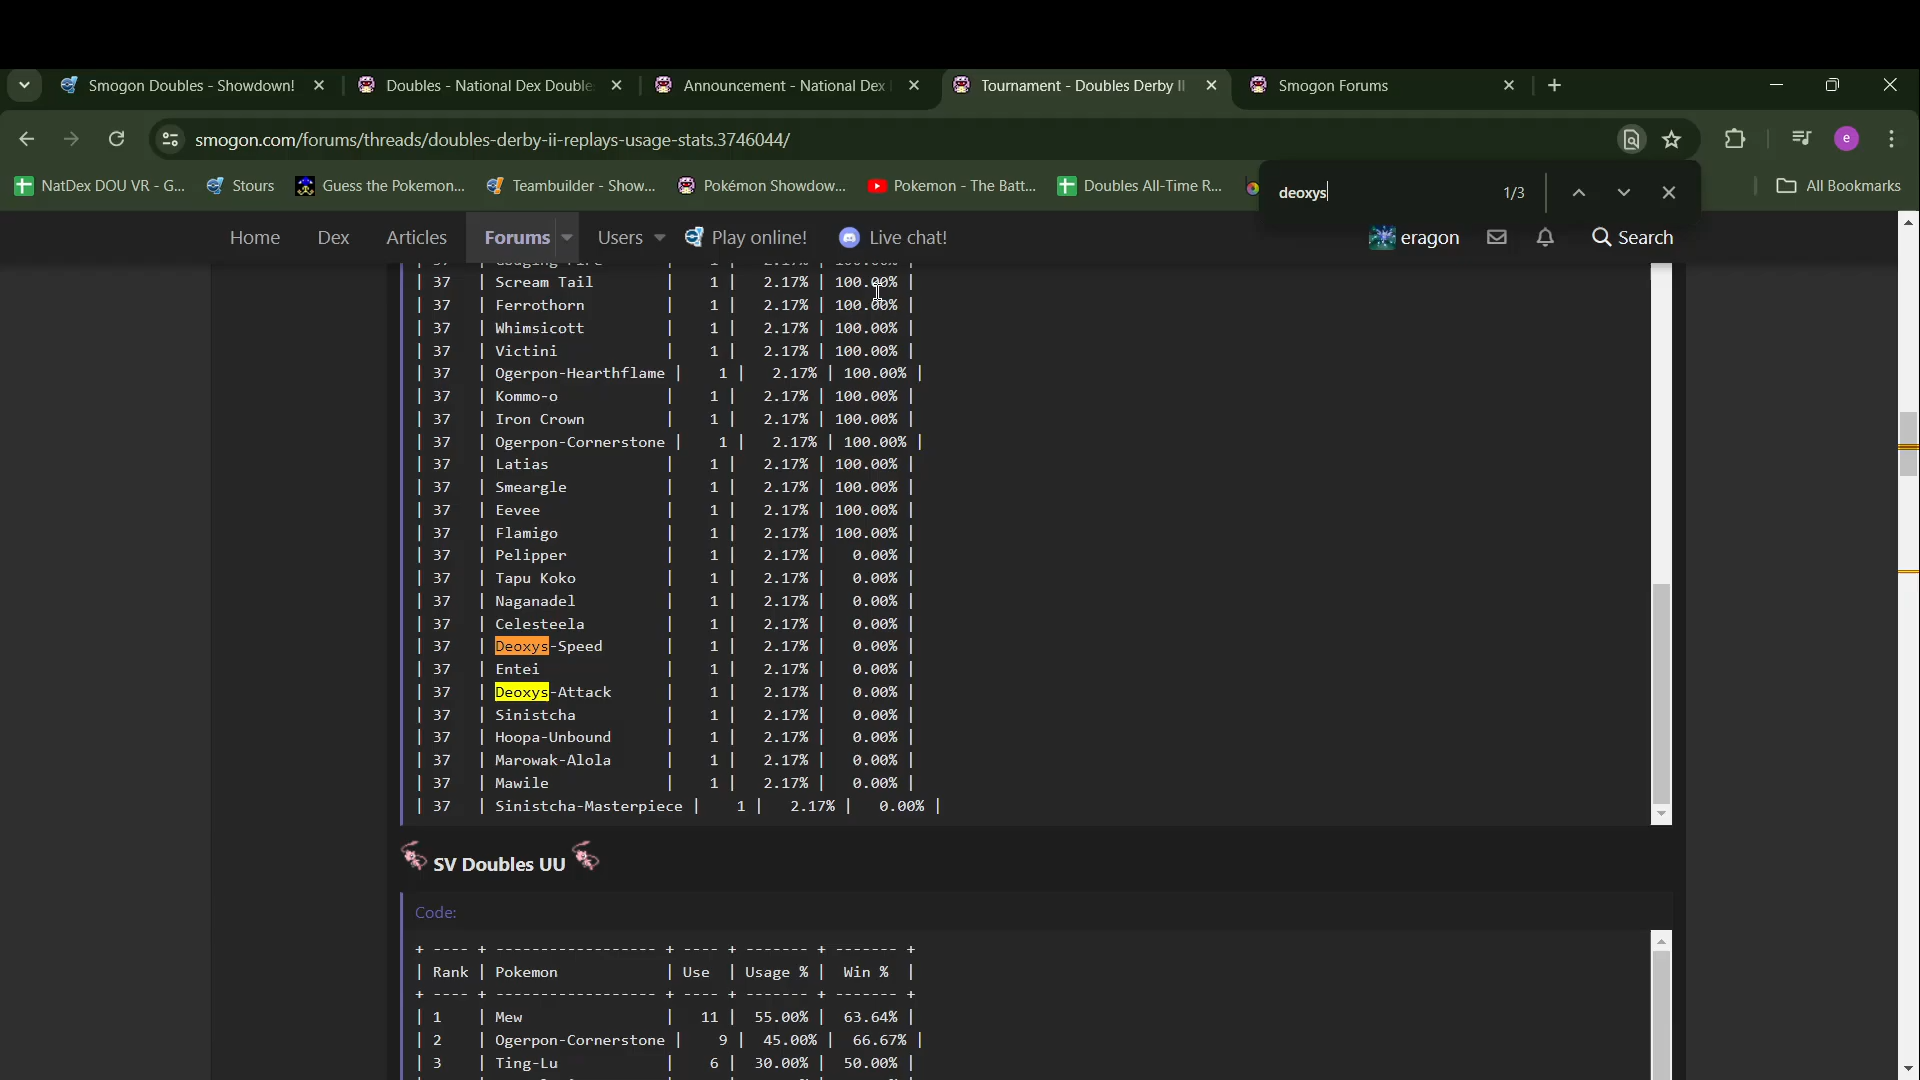 Smogon Doubles - Showdown!
Doubles - National Dex Double
Announcement - National Dex
Tournament - Doubles Derby II
Smogon Forums
smogon.com/forums/threads/doubles-derby-ii-replays-usage-stats.3746044/
e
NatDex DOU VR - G...
Stours
Guess the Pokemon...
Teambuilder - Show...
Pokémon Showdow...
Pokemon - The Batt...
Doubles All-Time R...
deoxys
1/3
All Bookmarks
Home Dex Articles Forums Users Play online! Live chat! eragon Search
| 37 | Scream Tail | 1 | 2.17% | 100.00% |
| 37 | Ferrothorn | 1 | 2.17% | 100.00% |
| 37 | Whimsicott | 1 | 2.17% | 100.00% |
| 37 | Victini | 1 | 2.17% | 100.00% |
| 37 | Ogerpon-Hearthflame | 1 | 2.17% | 100.00% |
| 37 | Kommo-o | 1 | 2.17% | 100.00% |
| 37 | Iron Crown | 1 | 2.17% | 100.00% |
| 37 | Ogerpon-Cornerstone | 1 | 2.17% | 100.00% |
| 37 | Latias | 1 | 2.17% | 100.00% |
| 37 | Smeargle | 1 | 2.17% | 100.00% |
| 37 | Eevee | 1 | 2.17% | 100.00% |
| 37 | Flamigo | 1 | 2.17% | 100.00% |
| 37 | Pelipper | 1 | 2.17% | 0.00% |
| 37 | Tapu Koko | 1 | 2.17% | 0.00% |
| 37 | Naganadel | 1 | 2.17% | 0.00% |
| 37 | Celesteela | 1 | 2.17% | 0.00% |
| 37 | Deoxys-Speed | 1 | 2.17% | 0.00% |
| 37 | Entei | 1 | 2.17% | 0.00% |
| 37 | Deoxys-Attack | 1 | 2.17% | 0.00% |
| 37 | Sinistcha | 1 | 2.17% | 0.00% |
| 37 | Hoopa-Unbound | 1 | 2.17% | 0.00% |
| 37 | Marowak-Alola | 1 | 2.17% | 0.00% |
| 37 | Mawile | 1 | 2.17% | 0.00% |
| 37 | Sinistcha-Masterpiece | 1 | 2.17% | 0.00% |
SV Doubles UU
Code:
+ ---- + ------------------ + ---- + ------- + ------- +
| Rank | Pokemon | Use | Usage % | Win % |
+ ---- + ------------------ + ---- + ------- + ------- +
| 1 | Mew | 11 | 55.00% | 63.64% |
| 2 | Ogerpon-Cornerstone | 9 | 45.00% | 66.67% |
| 3 | Ting-Lu | 6 | 30.00% | 50.00% |